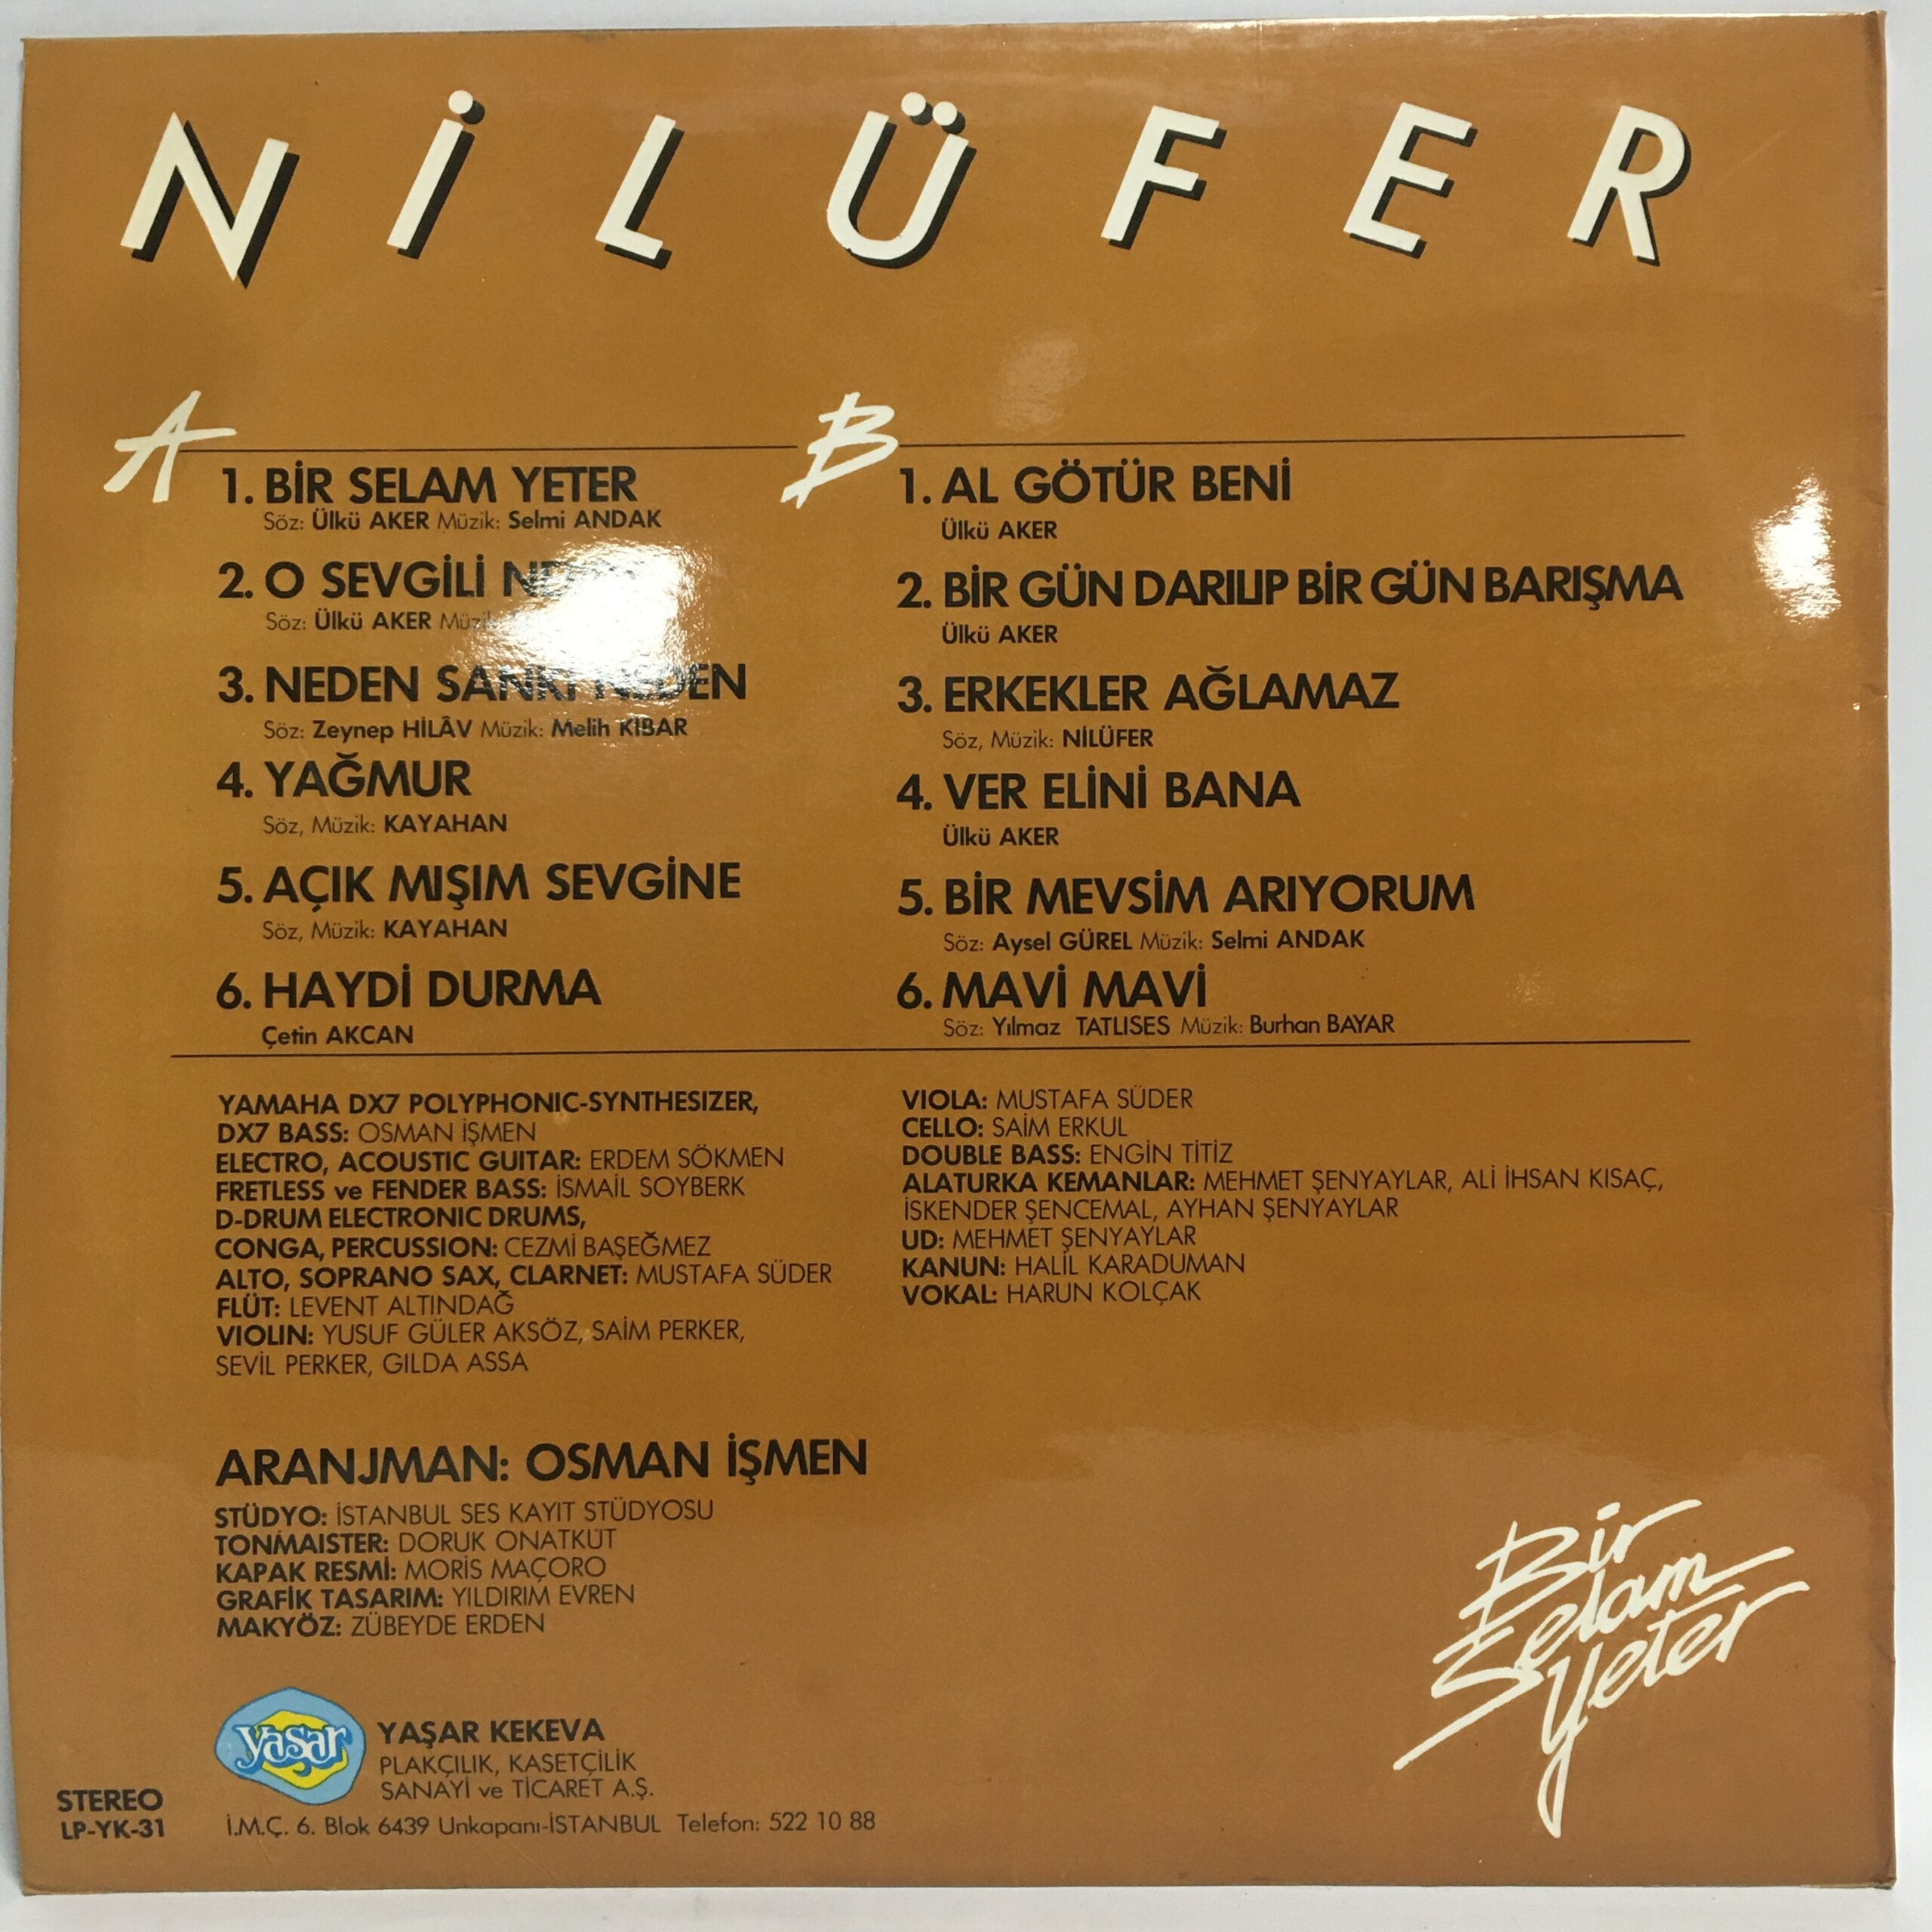 NİLÜFER
A
1. BİR SELAM YETER
Söz: Ülkü AKER Müzik: Selmi ANDAK
2. O SEVGİLİ
Söz: Ülkü AKER
3. NEDEN SANKİ NEDEN
Söz: Zeynep HİLÂV Müzik: Melih KİBAR
4. YAĞMUR
Söz, Müzik: KAYAHAN
5. AÇIK MIŞIM SEVGİNE
Söz, Müzik: KAYAHAN
6. HAYDİ DURMA
Çetin AKCAN
B
1. AL GÖTÜR BENİ
Ülkü AKER
2. BİR GÜN DARILIP BİR GÜN BARIŞMA
Ülkü AKER
3. ERKEKLER AĞLAMAZ
Söz, Müzik: NİLÜFER
4. VER ELİNİ BANA
Ülkü AKER
5. BİR MEVSİM ARIYORUM
Söz: Aysel GÜREL Müzik: Selmi ANDAK
6. MAVİ MAVİ
Söz: Yılmaz TATLISES Müzik: Burhan BAYAR
YAMAHA DX7 POLYPHONIC-SYNTHESIZER,
DX7 BASS: OSMAN İŞMEN
ELECTRO, ACOUSTIC GUITAR: ERDEM SÖKMEN
FRETLESS ve FENDER BASS: İSMAİL SOYBERK
D-DRUM ELECTRONIC DRUMS,
CONGA, PERCUSSION: CEZMİ BAŞEĞMEZ
ALTO, SOPRANO SAX, CLARNET: MUSTAFA SÜDER
FLÜT: LEVENT ALTINDAĞ
VIOLIN: YUSUF GÜLER AKSÖZ, SAİM PERKER,
SEVİL PERKER, GILDA ASSA
VIOLA: MUSTAFA SÜDER
CELLO: SAİM ERKUL
DOUBLE BASS: ENGİN TİTİZ
ALATURKA KEMANLAR: MEHMET ŞENYAYLAR, ALİ İHSAN KISAÇ,
İSKENDER ŞENCEMAL, AYHAN ŞENYAYLAR
UD: MEHMET ŞENYAYLAR
KANUN: HALİL KARADUMAN
VOKAL: HARUN KOLÇAK
ARANJMAN: OSMAN İŞMEN
STÜDYO: İSTANBUL SES KAYIT STÜDYOSU
TONMAISTER: DORUK ONATKUT
KAPAK RESMİ: MORİS MAÇORO
GRAFİK TASARIM: YILDIRIM EVREN
MAKYÖZ: ZÜBEYDE ERDEN
Bir
Selam
Yeter
yaşar
YAŞAR KEKEVA
PLAKÇILIK, KASETÇİLİK
SANAYİ ve TİCARET A.Ş.
İ.M.Ç. 6. Blok 6439 Unkapanı-İSTANBUL Telefon: 522 10 88
STEREO
LP-YK-31